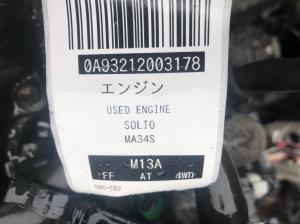 0A93212003178
エンジン
USED ENGINE
SOLIO
MA34S
M13A
FF AT 4WD